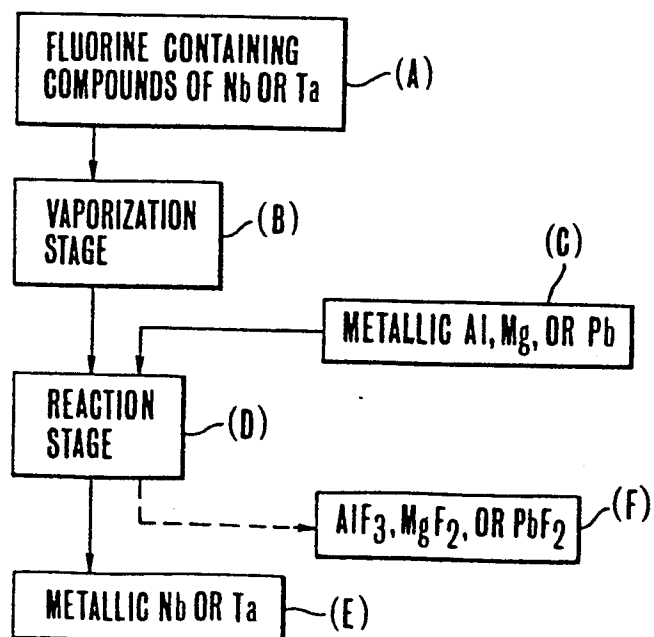 FLUORINE CONTAINING
COMPOUNDS OF Nb OR Ta
(A)
VAPORIZATION
STAGE
(B)
(C)
METALLIC Al, Mg, OR Pb
REACTION
STAGE
(D)
AlF3, MgF2, OR PbF2
(F)
METALLIC Nb OR Ta
(E)